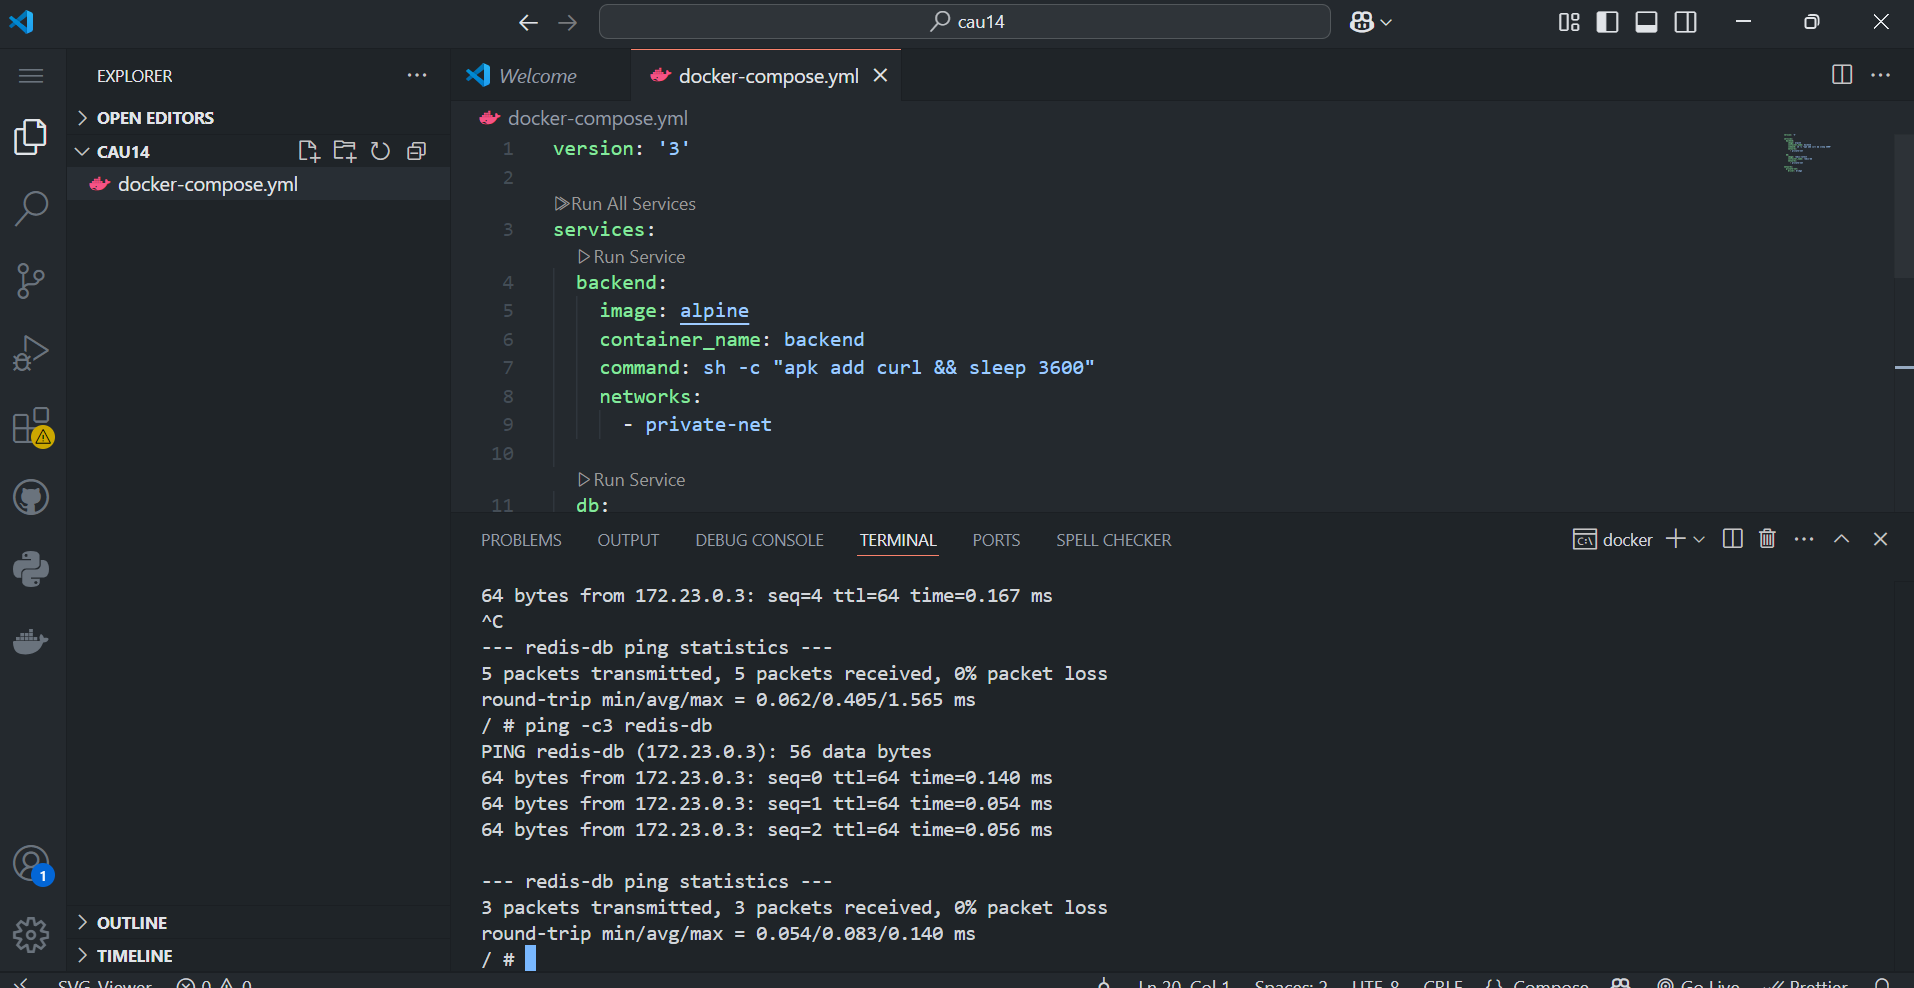 cau14
EXPLORER
Welcome
docker-compose.yml
OPEN EDITORS
CAU14
docker-compose.yml
docker-compose.yml
1 version: '3'
2
Run All Services
3 services:
Run Service
4 backend:
5 image: alpine
6 container_name: backend
7 command: sh -c "apk add curl && sleep 3600"
8 networks:
9 - private-net
10
Run Service
11 db:
PROBLEMS OUTPUT DEBUG CONSOLE TERMINAL PORTS SPELL CHECKER
docker
64 bytes from 172.23.0.3: seq=4 ttl=64 time=0.167 ms
^C
--- redis-db ping statistics ---
5 packets transmitted, 5 packets received, 0% packet loss
round-trip min/avg/max = 0.062/0.405/1.565 ms
/ # ping -c3 redis-db
PING redis-db (172.23.0.3): 56 data bytes
64 bytes from 172.23.0.3: seq=0 ttl=64 time=0.140 ms
64 bytes from 172.23.0.3: seq=1 ttl=64 time=0.054 ms
64 bytes from 172.23.0.3: seq=2 ttl=64 time=0.056 ms
--- redis-db ping statistics ---
3 packets transmitted, 3 packets received, 0% packet loss
round-trip min/avg/max = 0.054/0.083/0.140 ms
/ #
1
OUTLINE
TIMELINE
SVG Viewer 0 0 Ln 20, Col 1 Spaces: 2 UTF-8 CRLF {} Compose Go Live Prettier